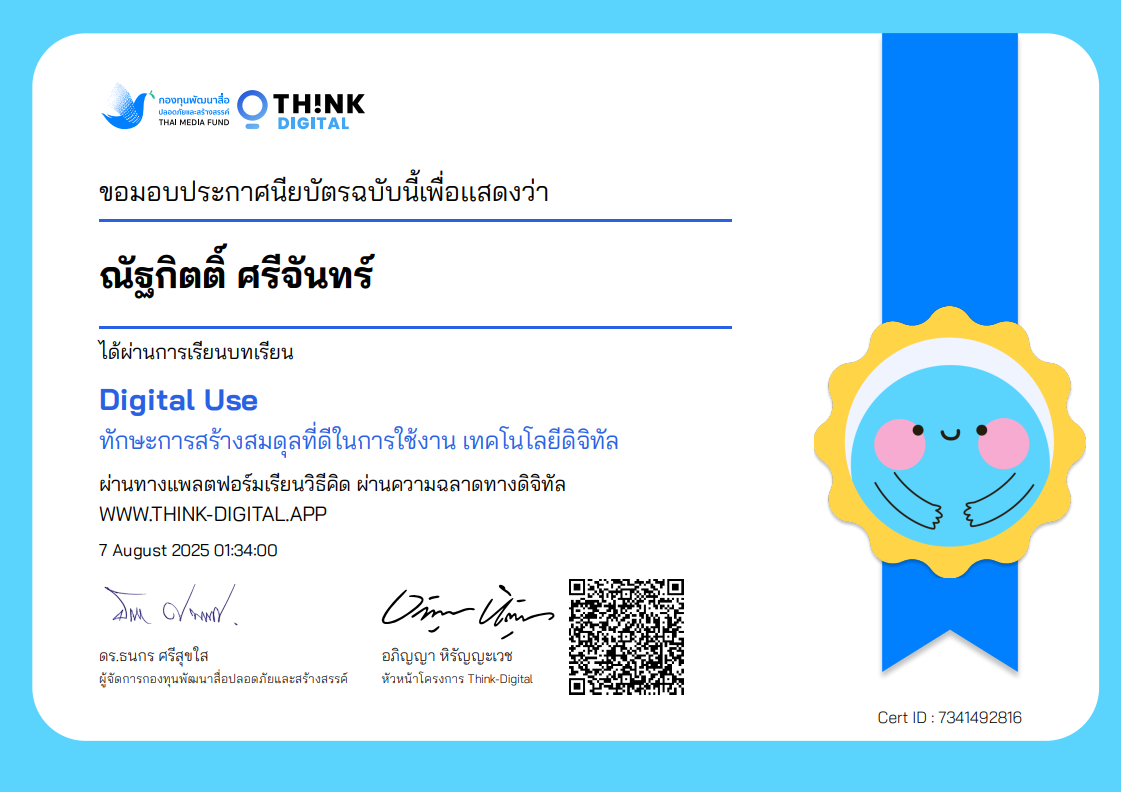 กองทุนพัฒนาสื่อ
ปลอดภัยและสร้างสรรค์
THAI MEDIA FUND
TH!NK
DIGITAL
ขอมอบประกาศนียบัตรฉบับนี้เพื่อแสดงว่า
ณัฐกิตติ์ ศรีจันทร์
ได้ผ่านการเรียนบทเรียน
Digital Use
ทักษะการสร้างสมดุลที่ดีในการใช้งาน เทคโนโลยีดิจิทัล
ผ่านทางแพลตฟอร์มเรียนวิธีคิด ผ่านความฉลาดทางดิจิทัล
WWW.THINK-DIGITAL.APP
7 August 2025 01:34:00
ดร.ธนกร ศรีสุขใส
ผู้จัดการกองทุนพัฒนาสื่อปลอดภัยและสร้างสรรค์
อภิญญา หิรัญญะเวช
หัวหน้าโครงการ Think-Digital
Cert ID : 7341492816